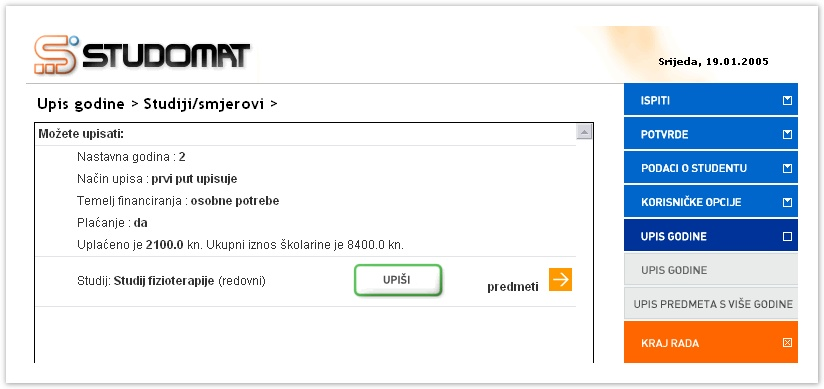 STUDOMAT
Srijeda, 19.01.2005
Upis godine > Studiji/smjerovi >
Možete upisati:
Nastavna godina : 2
Način upisa : prvi put upisuje
Temelj financiranja : osobne potrebe
Plaćanje : da
Uplaćeno je 2100.0 kn. Ukupni iznos školarine je 8400.0 kn.
Studij: Studij fizioterapije (redovni)
UPIŠI
predmeti
ISPITI
POTVRDE
PODACI O STUDENTU
KORISNIČKE OPCIJE
UPIS GODINE
UPIS GODINE
UPIS PREDMETA S VIŠE GODINE
KRAJ RADA